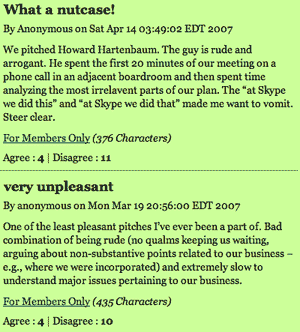 What a nutcase!
By Anonymous on Sat Apr 14 03:49:02 EDT 2007
We pitched Howard Hartenbaum. The guy is rude and
arrogant. He spent the first 20 minutes of our meeting on a
phone call in an adjacent boardroom and then spent time
analyzing the most irrelavent parts of our plan. The “at Skype
we did this” and “at Skype we did that” made me want to vomit.
Steer clear.
For Members Only (376 Characters)
Agree : 4 | Disagree : 11
very unpleasant
By anonymous on Mon Mar 19 20:56:00 EDT 2007
One of the least pleasant pitches I've ever been a part of. Bad
combination of being rude (no qualms keeping us waiting,
arguing about non-substantive points related to our business –
e.g., where we were incorporated) and extremely slow to
understand major issues pertaining to our business.
For Members Only (435 Characters)
Agree : 4 | Disagree : 10